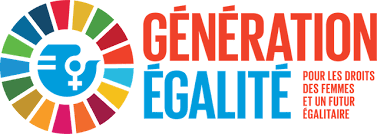 GÉNÉRATION
ÉGALITÉ
POUR LES DROITS
DES FEMMES
ET UN FUTUR
ÉGALITAIRE